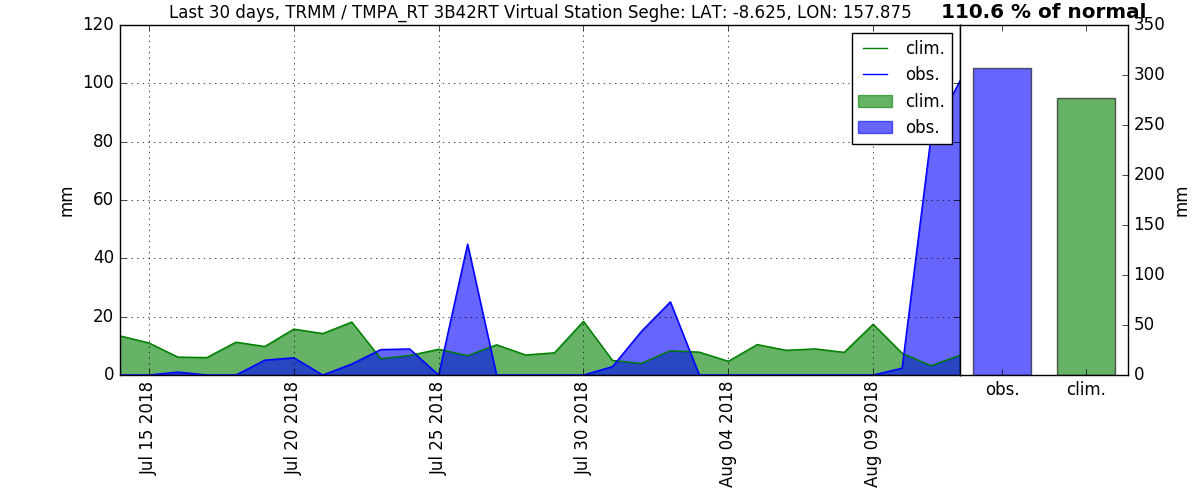 Last 30 days, TRMM / TMPA_RT 3B42RT Virtual Station Seghe: LAT: -8.625, LON: 157.875
110.6 % of normal
120
100
80
60
40
20
0
mm
clim.
obs.
clim.
obs.
350
300
250
200
150
100
50
0
mm
Jul 15 2018
Jul 20 2018
Jul 25 2018
Jul 30 2018
Aug 04 2018
Aug 09 2018
obs.
clim.